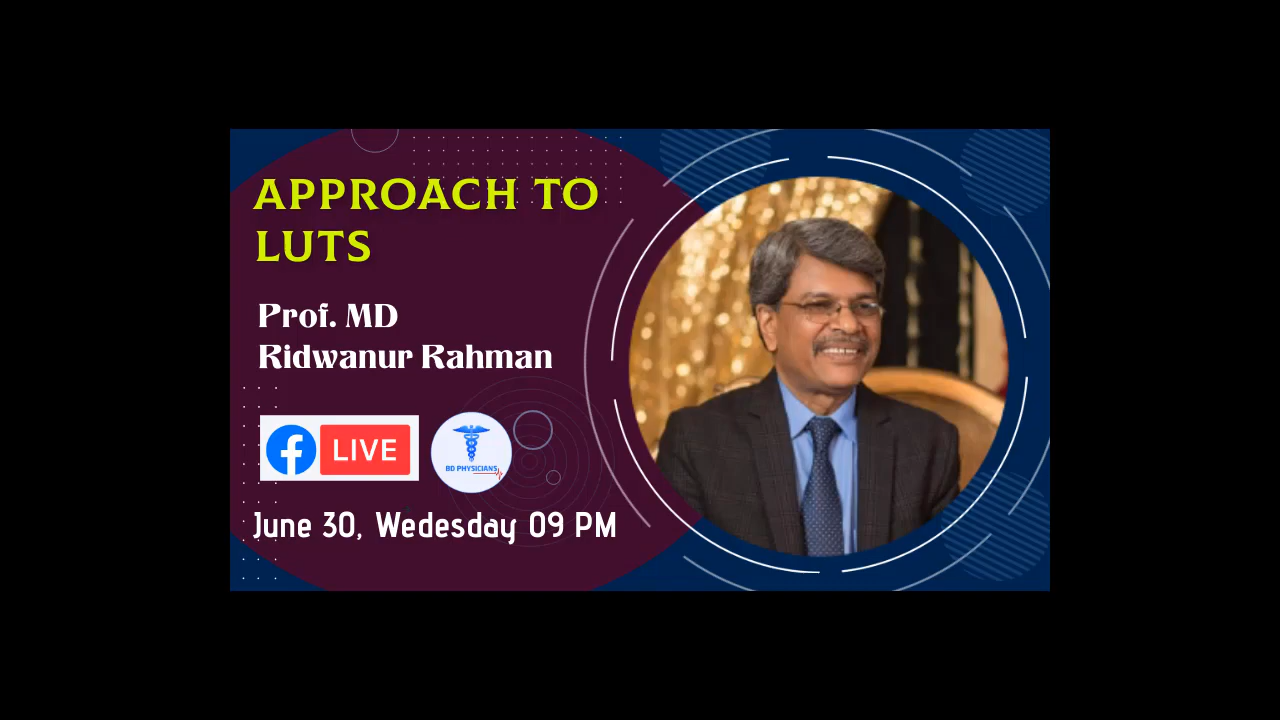 APPROACH TO
LUTS
Prof. MD
Ridwanur Rahman
LIVE
BD PHYSICIANS
June 30, Wedesday 09 PM